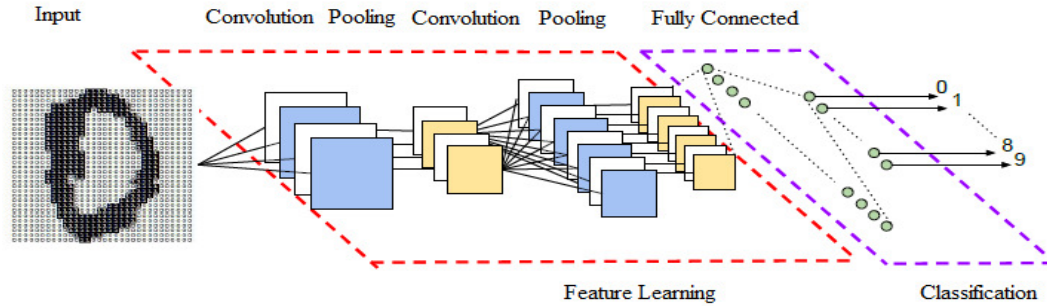 Input
Convolution
Pooling
Convolution
Pooling
Fully Connected
0
1
8
9
Feature Learning
Classification